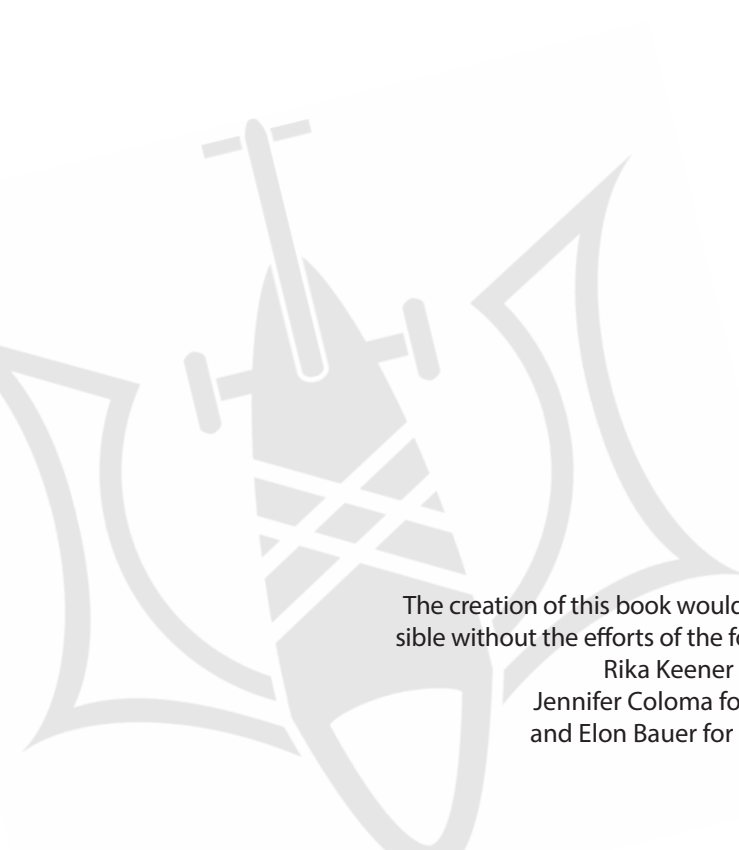 The creation of this book would
sible without the efforts of the
Rika Keener
Jennifer Coloma
and Elon Bauer for